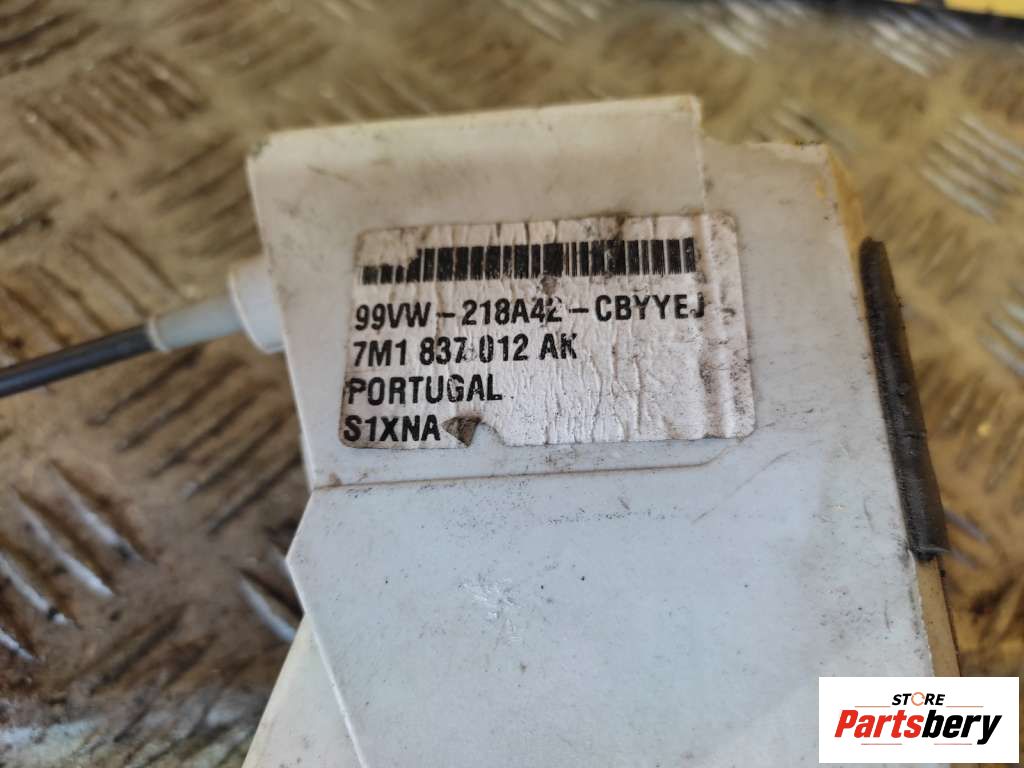 99VW-218A42-CBYYEJ
7M1 837 012 AK
PORTUGAL
S1XNA
STORE
Partsbery